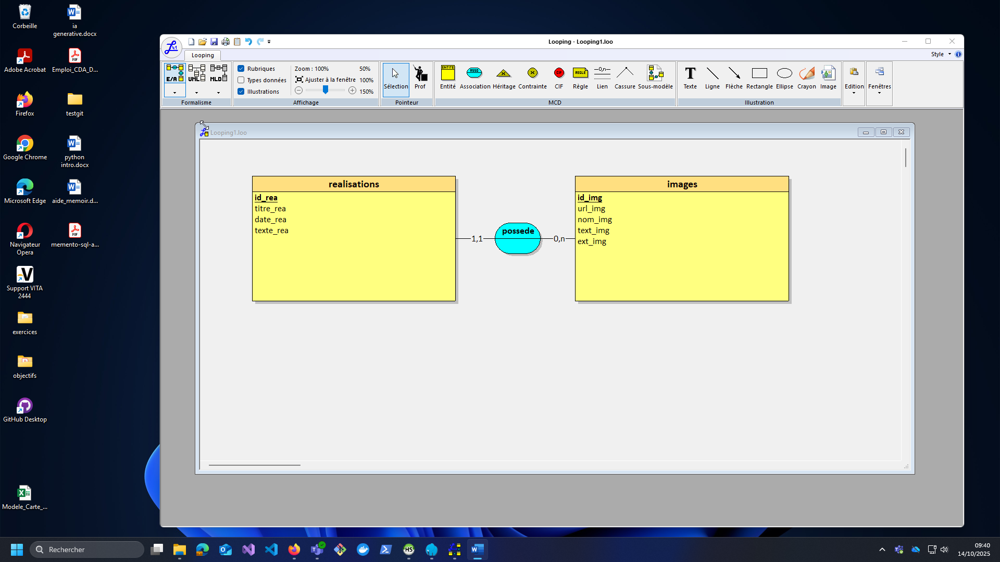 Corbeille
ia
generative.docx
Adobe Acrobat
Emploi_CDA_D...
Firefox
testgit
Google Chrome
python
intro.docx
Microsoft Edge
aide_memoir.d...
Navigateur
Opera
memento-sql-a...
Support VITA
2444
exercices
objectifs
GitHub Desktop
Modele_Carte_...
Looping - Looping1.loo
Looping
Style
E/A
UML
MLD
Formalisme
Rubriques
Types données
Illustrations
Zoom : 100%
50%
Ajuster à la fenêtre
100%
150%
Affichage
Sélection
Prof
Pointeur
ENTITE
Entité
ASSO
Association
Héritage
Contrainte
CIF
CIF
REGLE
Règle
—0,n—
Lien
Cassure
Sous-modèle
MCD
Texte
Ligne
Flèche
Rectangle
Ellipse
Crayon
Image
Illustration
Edition
Fenêtres
Looping1.loo
realisations
id_rea
titre_rea
date_rea
texte_rea
1,1
possede
0,n
images
id_img
url_img
nom_img
text_img
ext_img
Rechercher
HS
09:40
14/10/2025